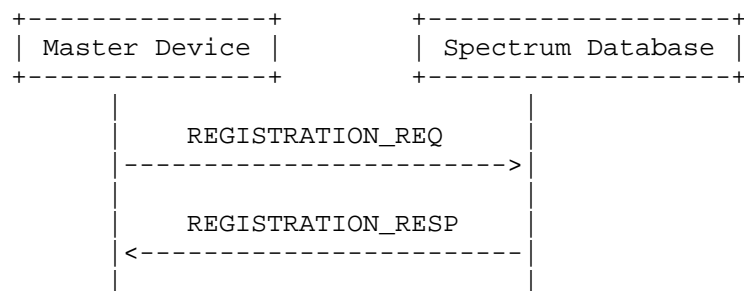 Master Device Spectrum Database
REGISTRATION_REQ
REGISTRATION_RESP